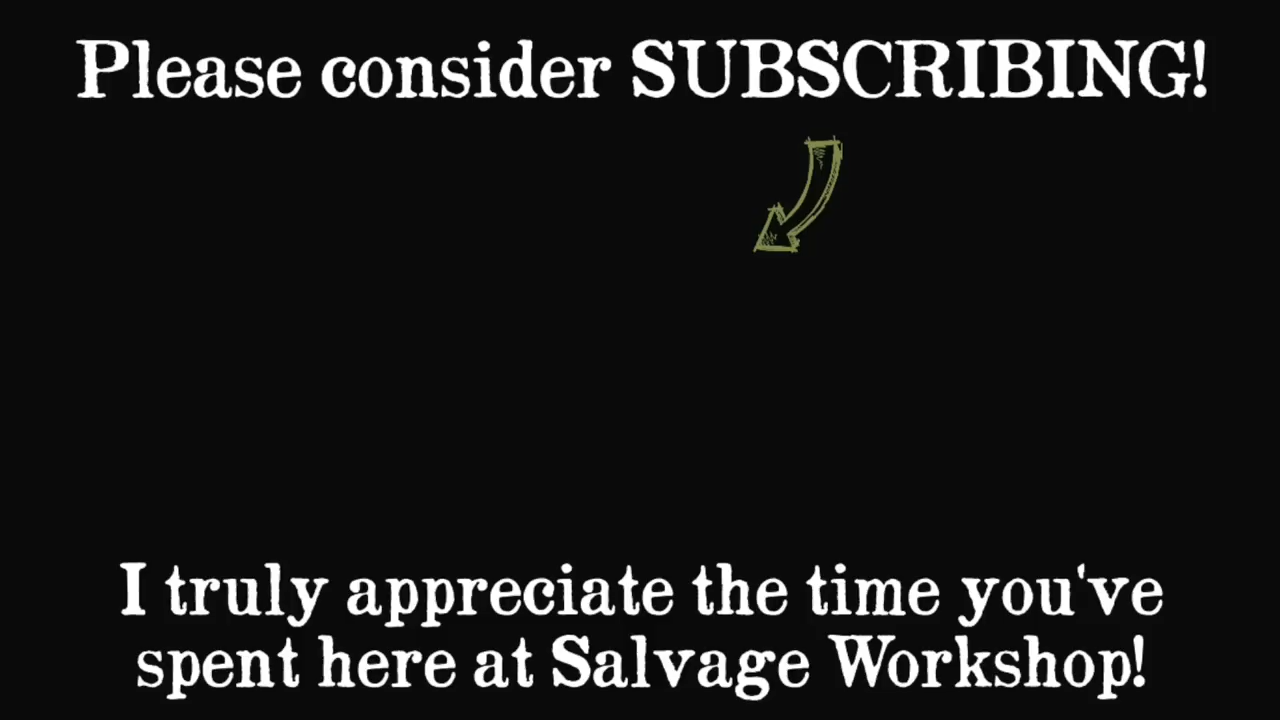 Please consider SUBSCRIBING!
I truly appreciate the time you've
spent here at Salvage Workshop!